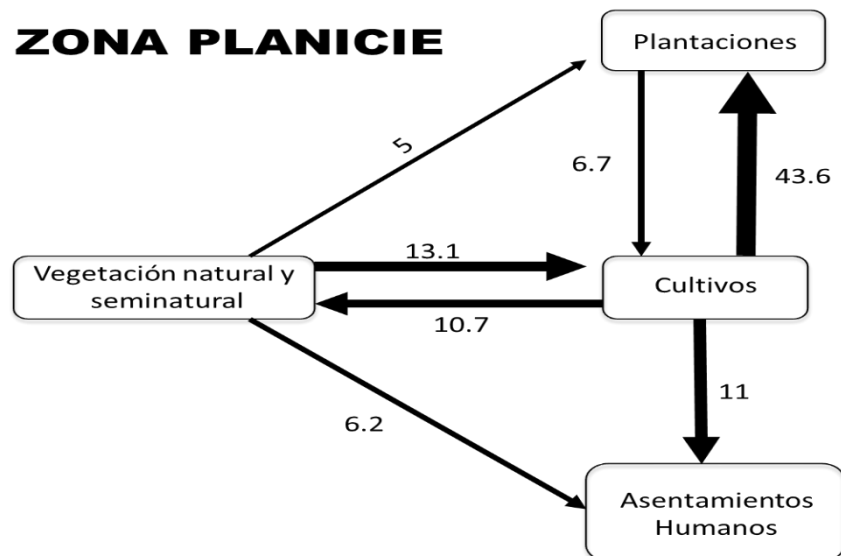 ZONA PLANICIE
Plantaciones
5
6.7
43.6
13.1
Vegetación natural y
seminatural
Cultivos
10.7
11
6.2
Asentamientos
Humanos